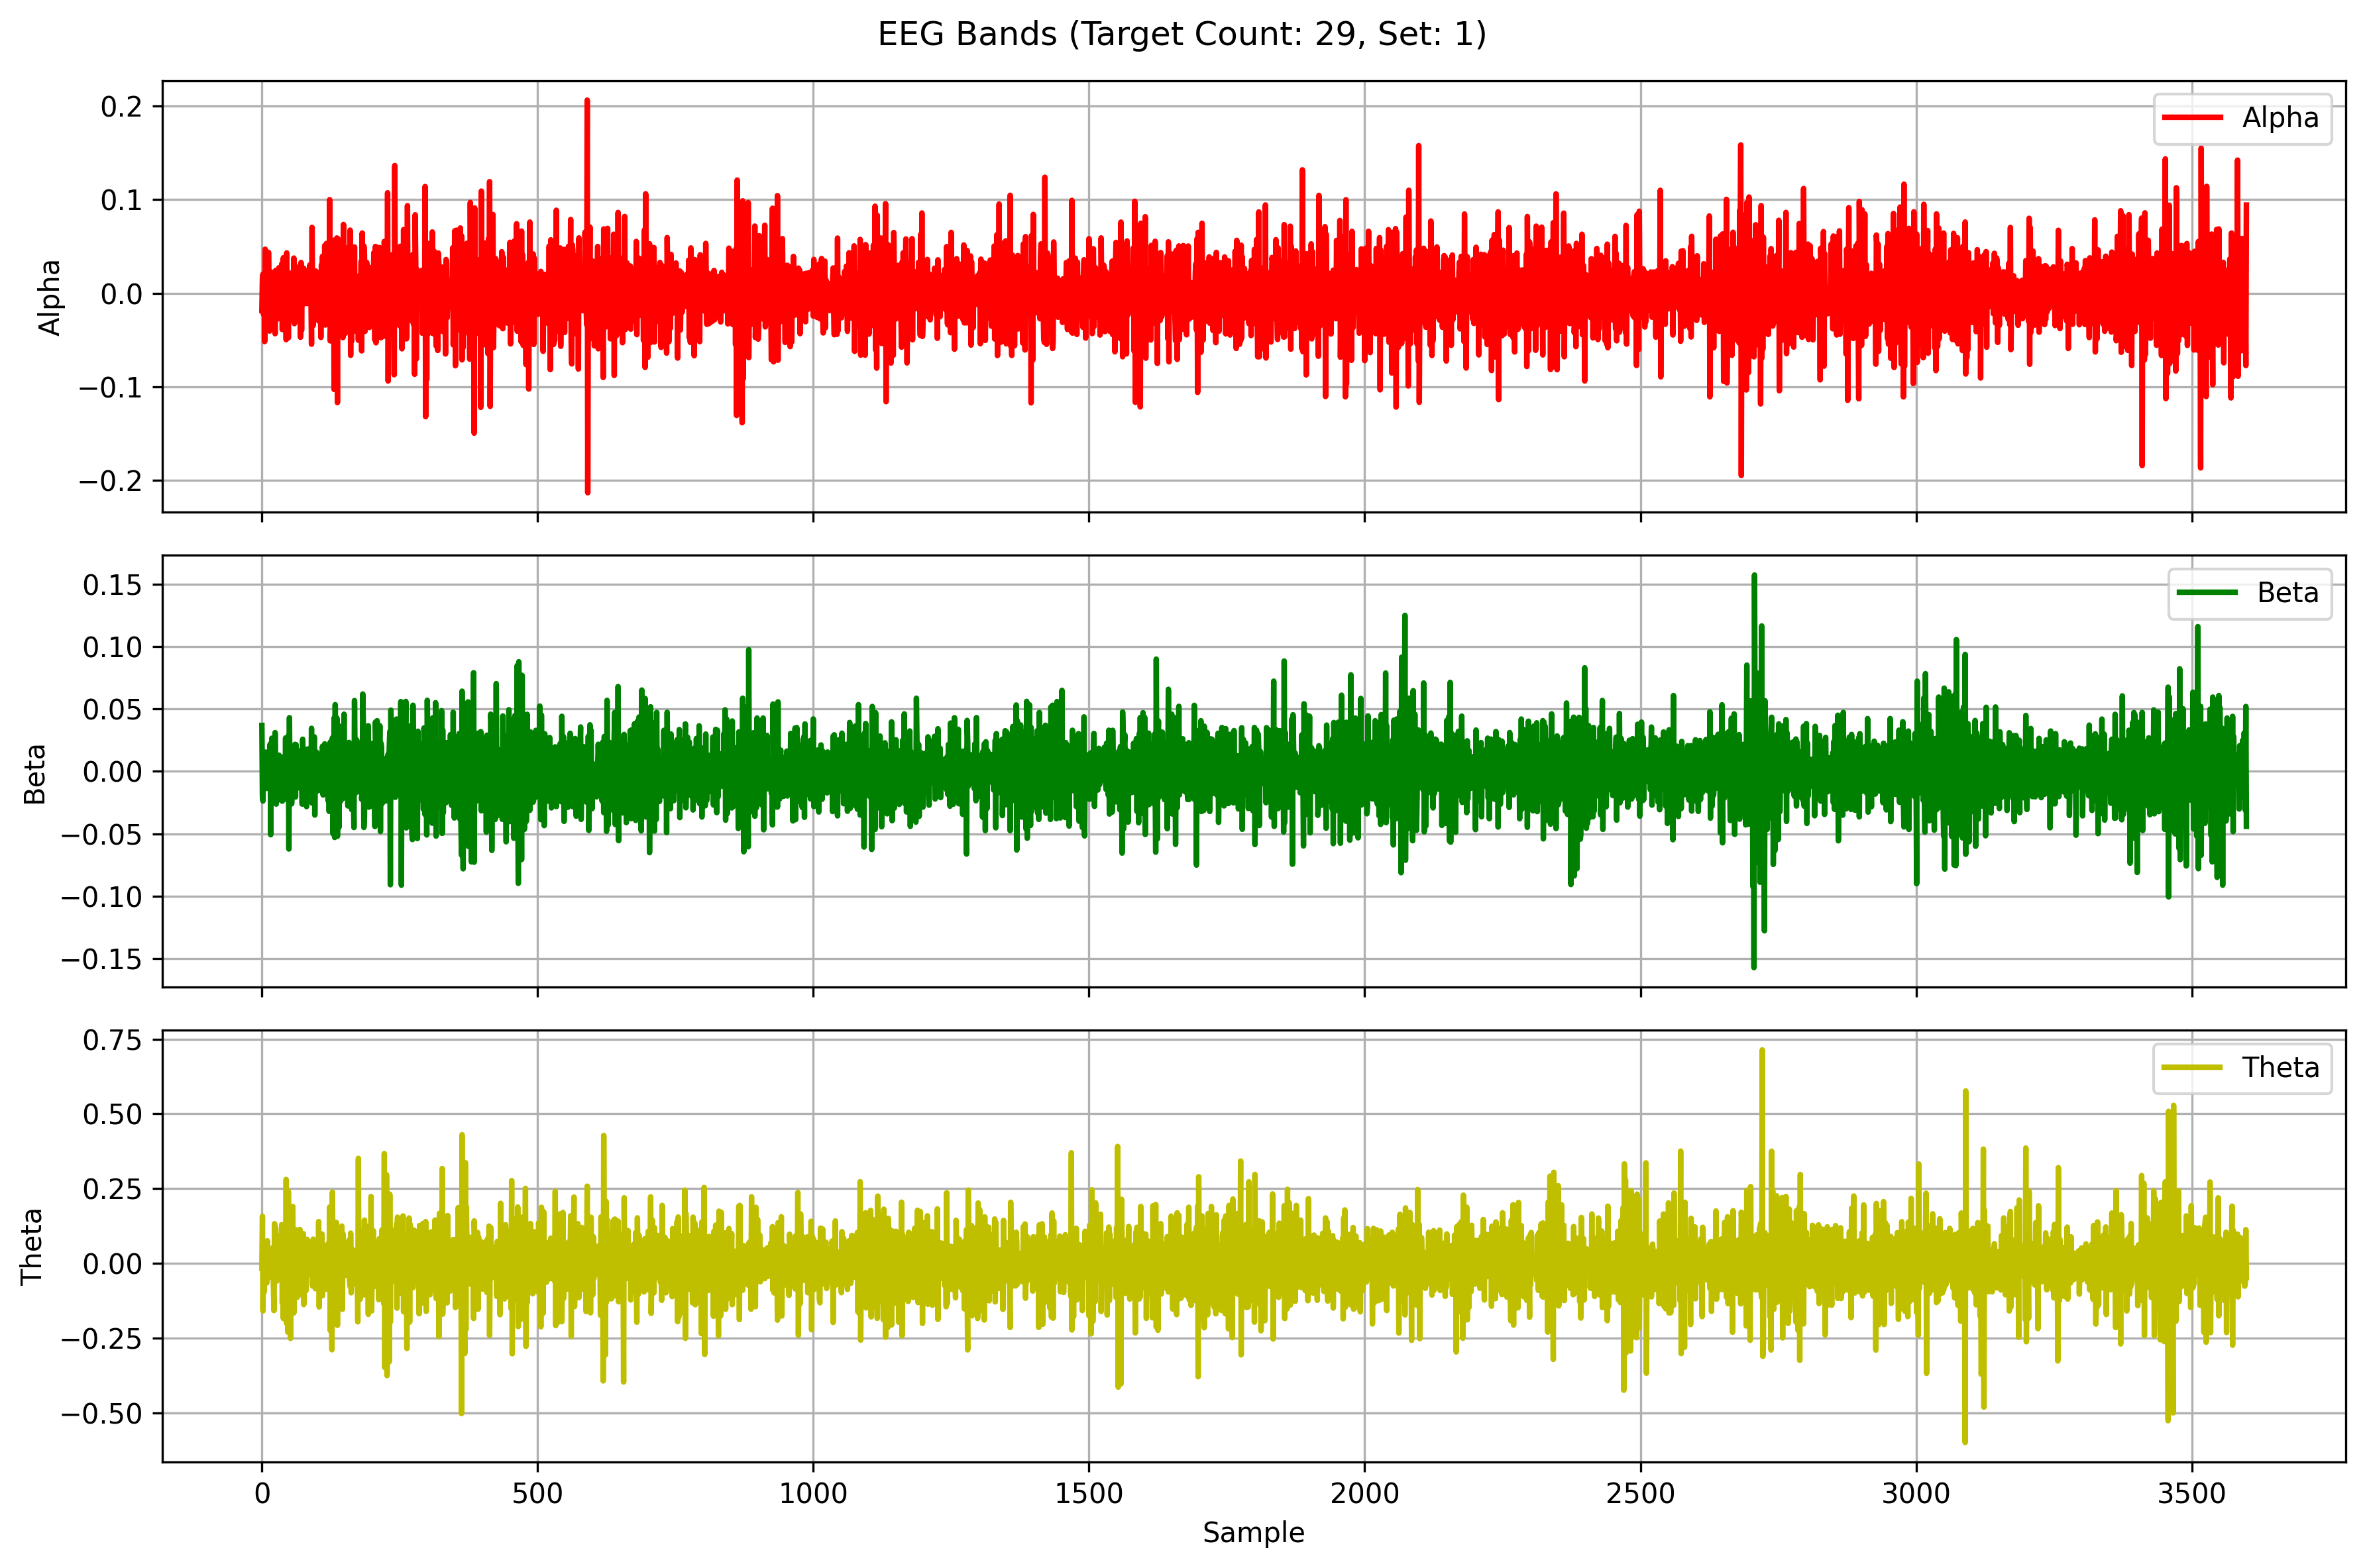 EEG Bands (Target Count: 29, Set: 1)
0.2
0.1
0.0
−0.1
−0.2
Alpha
Alpha
0.15
0.10
0.05
0.00
−0.05
−0.10
−0.15
Beta
Beta
0.75
0.50
0.25
0.00
−0.25
−0.50
Theta
Theta
0 500 1000 1500 2000 2500 3000 3500
Sample